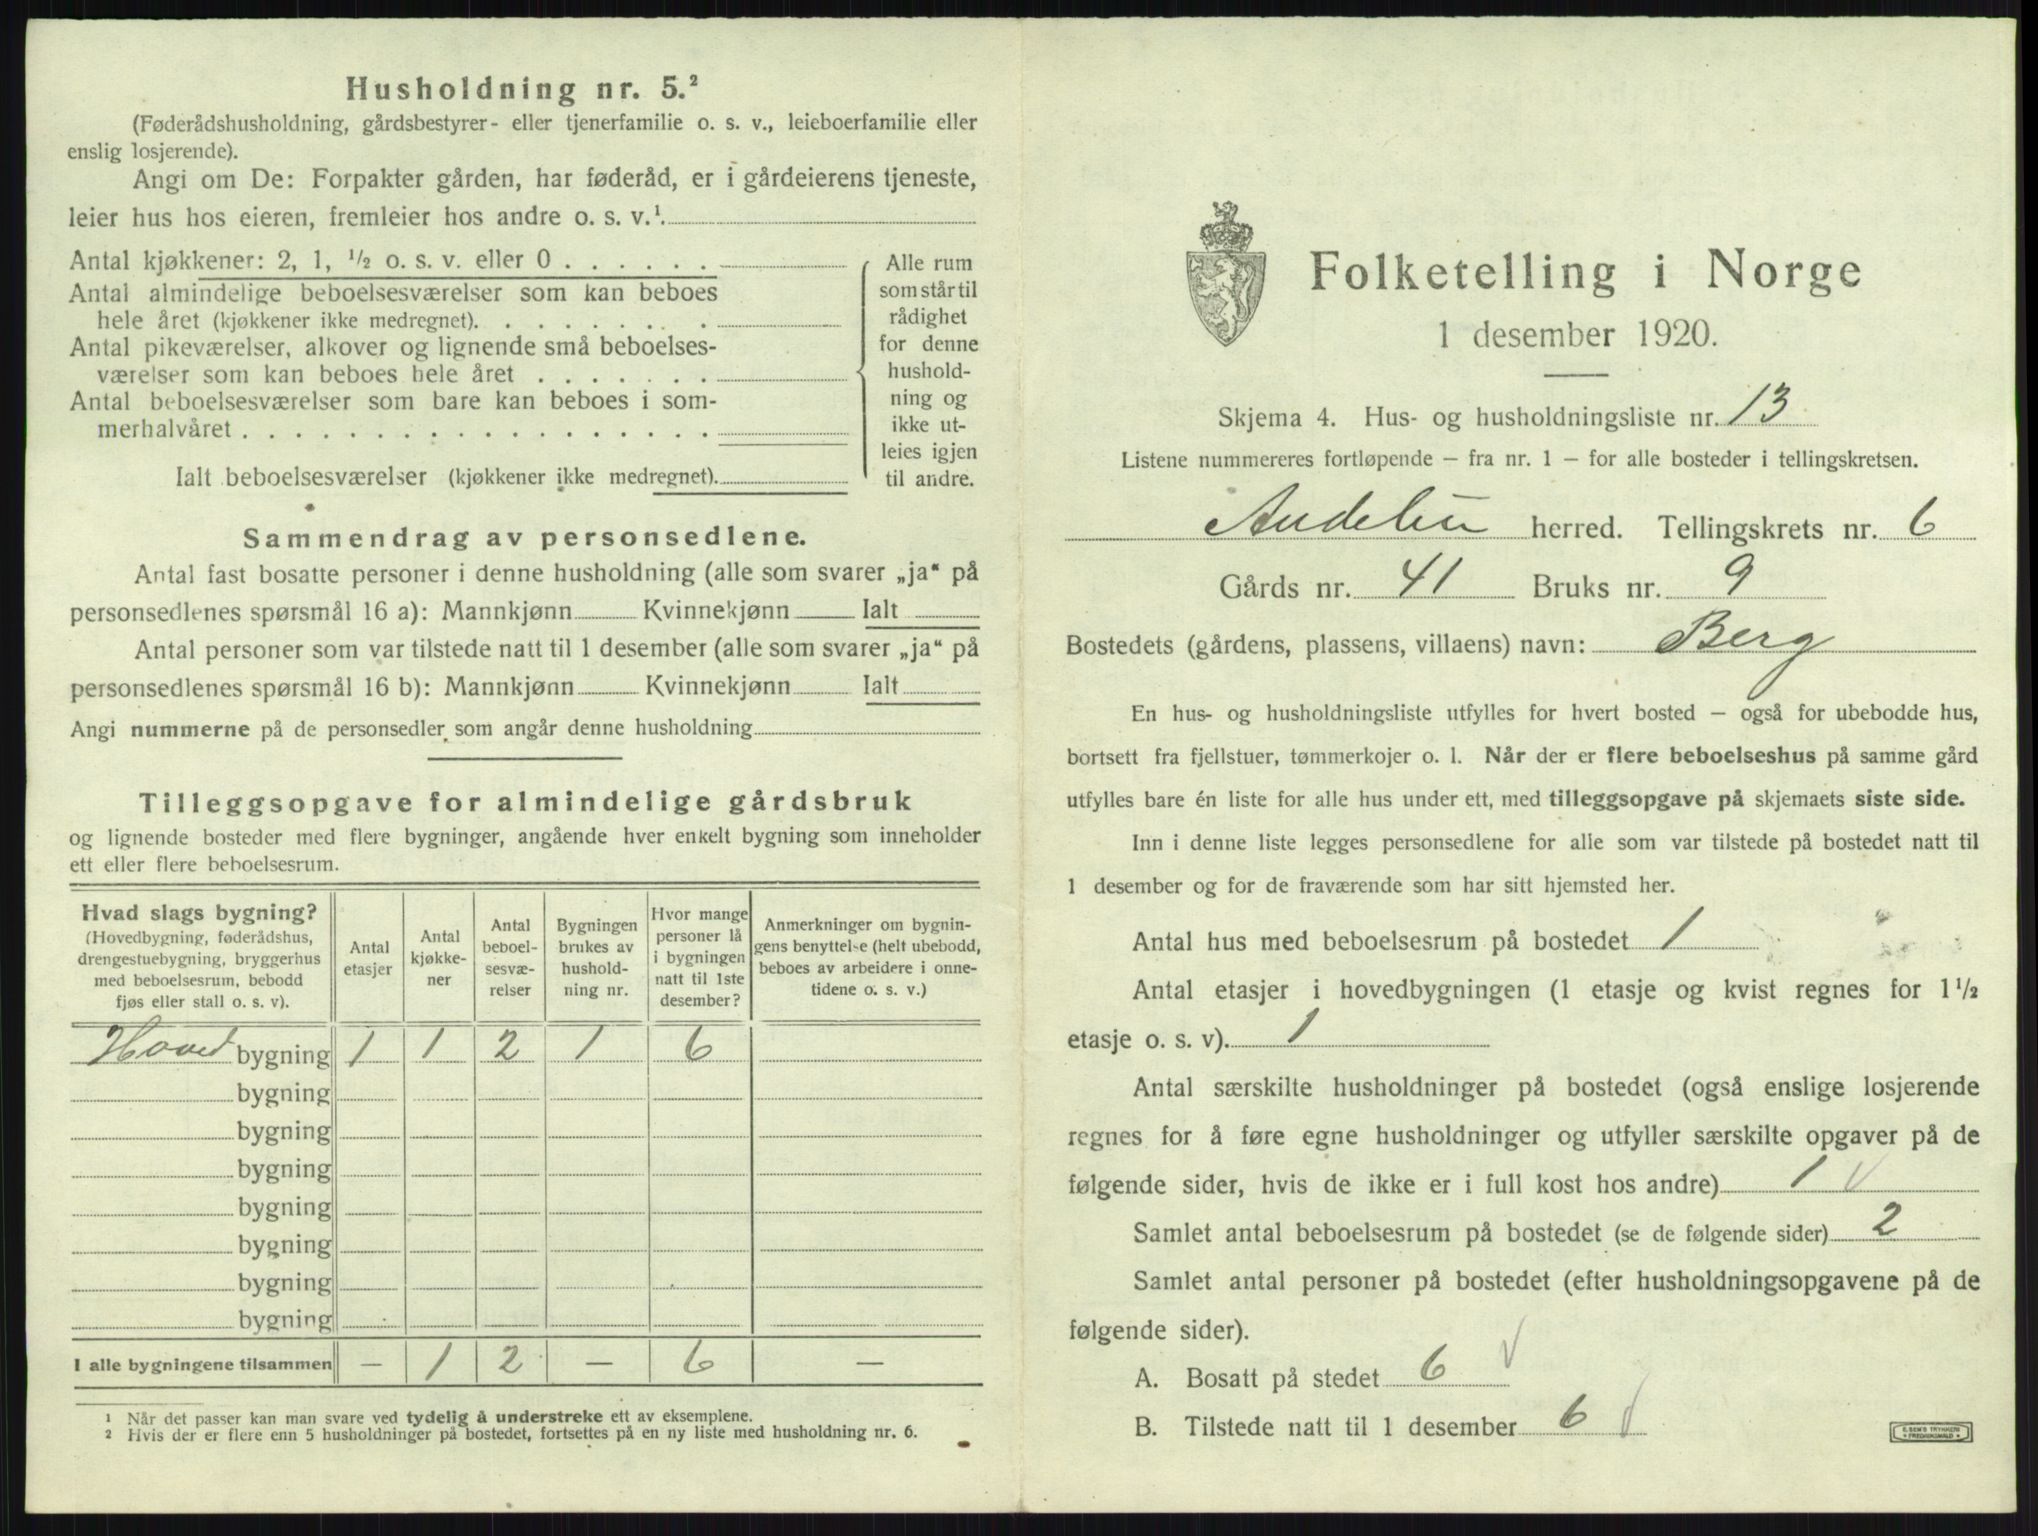 Husholdning nr. 5.²
(Føderådshusholdning, gårdsbestyrer- eller tjenerfamilie o. s. v., leieboerfamilie eller
enslig losjerende).
Angi om De: Forpakter gården, har føderåd, er i gårdeierens tjeneste,
leier hus hos eieren, fremleier hos andre o. s. v.¹
Antal kjøkkener: 2, 1, ½ o. s. v. eller 0 . . . . . .
Antal almindelige beboelsesværelser som kan beboes
hele året (kjøkkener ikke medregnet). . . . . . . .
Antal pikeværelser, alkover og lignende små beboelses-
værelser som kan beboes hele året . . . . . . .
Antal beboelsesværelser som bare kan beboes i som-
merhalvåret . . . . . . . . . . . . . . . . . .
Ialt beboelsesværelser (kjøkkener ikke medregnet).
Alle rum
som står til
rådighet
for denne
hushold-
ning og
ikke ut-
leies igjen
til andre.
Sammendrag av personsedlene.
Antal fast bosatte personer i denne husholdning (alle som svarer „ja“ på
personsedlenes spørsmål 16 a): Mannkjønn Kvinnekjønn Ialt
Antal personer som var tilstede natt til 1 desember (alle som svarer „ja“ på
personsedlenes spørsmål 16 b): Mannkjønn Kvinnekjønn Ialt
Angi nummerne på de personsedler som angår denne husholdning
Tilleggsopgave for almindelige gårdsbruk
og lignende bosteder med flere bygninger, angående hver enkelt bygning som inneholder
ett eller flere beboelsesrum.
Hvad slags bygning?
(Hovedbygning, føderådshus,
drengestuebygning, bryggerhus
med beboelsesrum, bebodd
fjøs eller stall o. s. v).
Antal
etasjer
Antal
kjøkke-
ner
Antal
beboel-
sesvæ-
relser
Bygningen
brukes av
hushold-
ning nr.
Hvor mange
personer lå
i bygningen
natt til 1ste
desember?
Anmerkninger om bygnin-
gens benyttelse (helt ubebodd,
beboes av arbeidere i onne-
tidene o. s. v.)
Hoved bygning 1 1 2 1 6
bygning
bygning
bygning
bygning
bygning
bygning
bygning
I alle bygningene tilsammen — 1 2 — 6 —
¹ Når det passer kan man svare ved tydelig å understreke ett av eksemplene.
² Hvis der er flere enn 5 husholdninger på bostedet, fortsettes på en ny liste med husholdning nr. 6.
Folketelling i Norge
1 desember 1920.
Skjema 4. Hus- og husholdningsliste nr. 13
Listene nummereres fortløpende — fra nr. 1 — for alle bosteder i tellingskretsen.
Audelen herred. Tellingskrets nr. 6
Gårds nr. 41 Bruks nr. 9
Bostedets (gårdens, plassens, villaens) navn: Berg
En hus- og husholdningsliste utfylles for hvert bosted — også for ubebodde hus,
bortsett fra fjellstuer, tømmerkojer o. l. Når der er flere beboelseshus på samme gård
utfylles bare én liste for alle hus under ett, med tilleggsopgave på skjemaets siste side.
Inn i denne liste legges personsedlene for alle som var tilstede på bostedet natt til
1 desember og for de fraværende som har sitt hjemsted her.
Antal hus med beboelsesrum på bostedet 1
Antal etasjer i hovedbygningen (1 etasje og kvist regnes for 1½
etasje o. s. v). 1
Antal særskilte husholdninger på bostedet (også enslige losjerende
regnes for å føre egne husholdninger og utfyller særskilte opgaver på de
følgende sider, hvis de ikke er i full kost hos andre) 1 √
Samlet antal beboelsesrum på bostedet (se de følgende sider) 2
Samlet antal personer på bostedet (efter husholdningsopgavene på de
følgende sider).
A. Bosatt på stedet 6 √
B. Tilstede natt til 1 desember 6 √